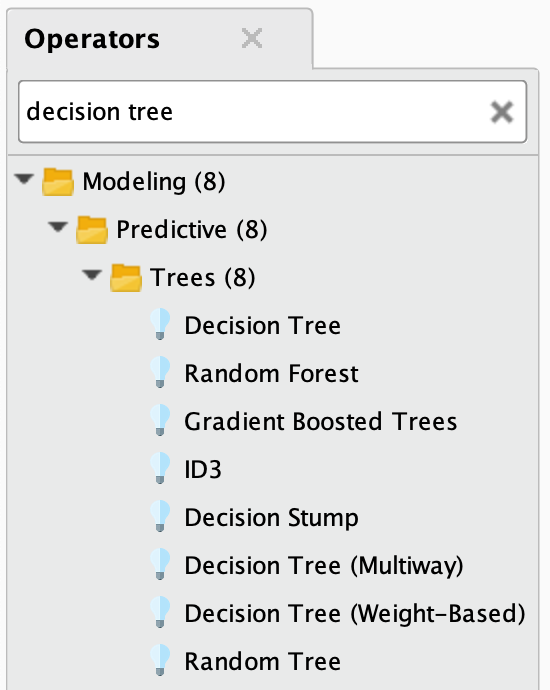 Operators
decision tree
Modeling (8)
Predictive (8)
Trees (8)
Decision Tree
Random Forest
Gradient Boosted Trees
ID3
Decision Stump
Decision Tree (Multiway)
Decision Tree (Weight-Based)
Random Tree